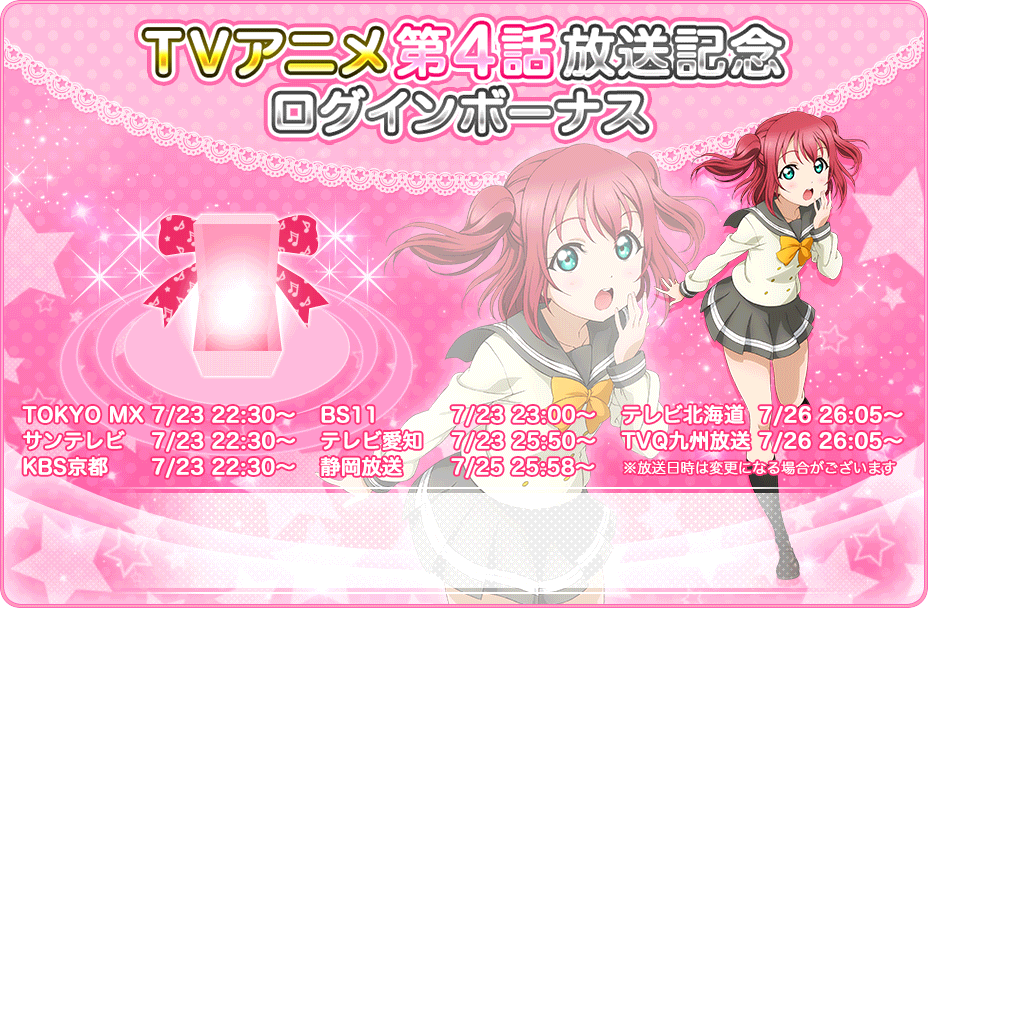 TVアニメ第4話放送記念
ログインボーナス
TOKYO MX 7/23 22:30～ BS11 7/23 23:00～ テレビ北海道 7/26 26:05～
サンテレビ 7/23 22:30～ テレビ愛知 7/23 25:50～ TVQ九州放送 7/26 26:05～
KBS京都 7/23 22:30～ 静岡放送 7/25 25:58～ ※放送日時は変更になる場合がございます